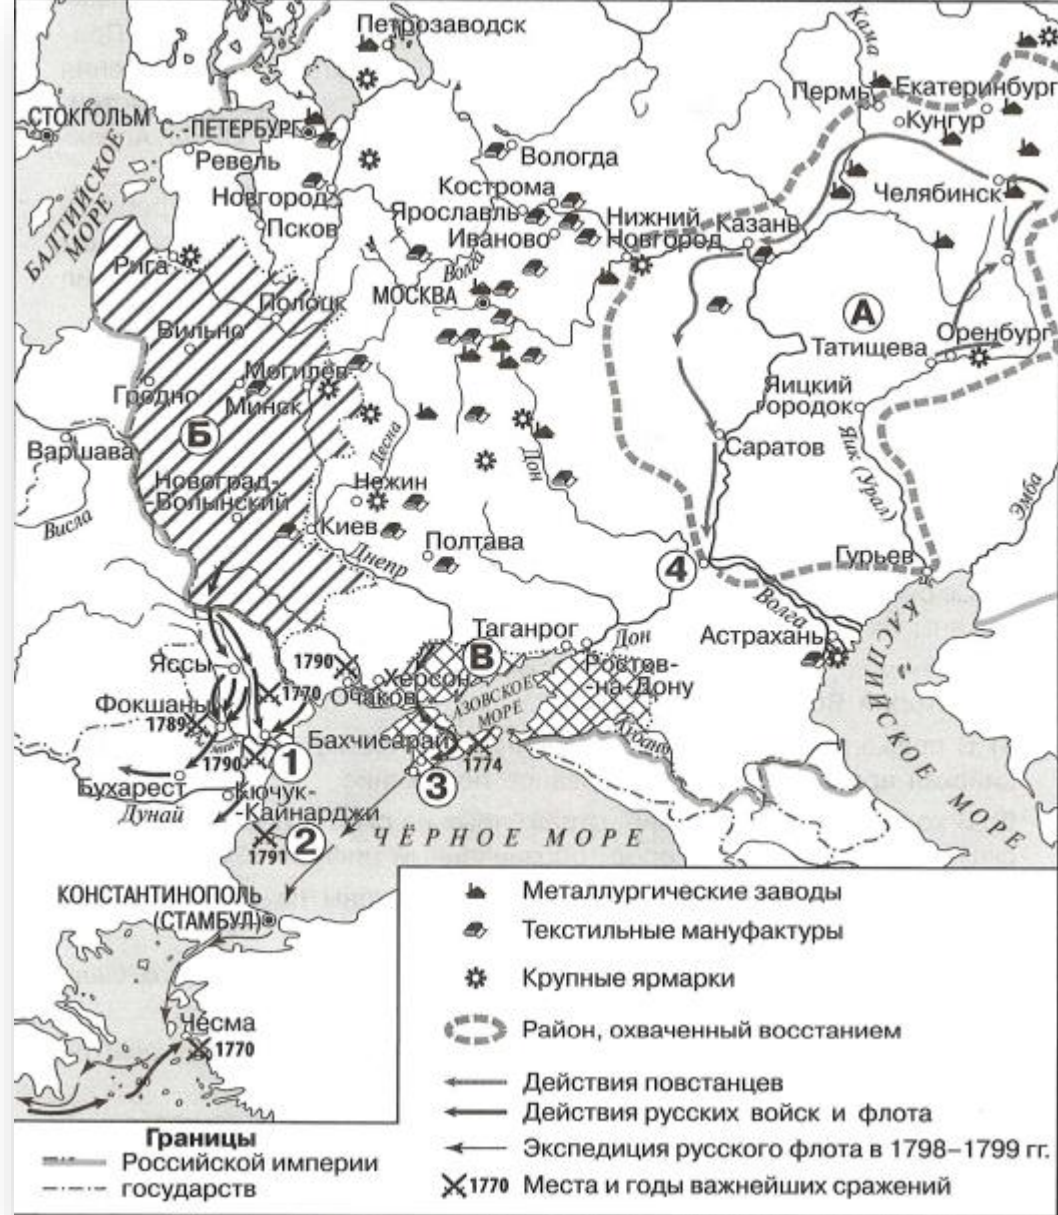 Петрозаводск
Кама
Пермь
Екатеринбург
Кунгур
СТОКГОЛЬМ
С.-ПЕТЕРБУРГ
Ревель
Вологда
БАЛТИЙСКОЕ
МОРЕ
Новгород
Псков
Кострома
Ярославль
Иваново
Нижний
Новгород
Казань
Челябинск
Рига
Волга
МОСКВА
Полоцк
Вильно
А
Оренбург
Татищева
Могилёв
Гродно
Минск
Яицкий
городок
Б
Варшава
Десна
Дон
Саратов
Яик (Урал)
Эмба
Новоград-
-Волынский
Нежин
Висла
Киев
Днепр
Полтава
4
Гурьев
Волга
Таганрог
Дон
Астрахань
КАСПИЙСКОЕ
МОРЕ
В
Ростов-
-на-Дону
Яссы
1790
Херсон
Очаков
1770
АЗОВСКОЕ
МОРЕ
Фокшаны
1789
Бахчисарай
Кубань
1790
1
1774
Бухарест
3
Кючук-
-Кайнарджи
Дунай
2
1791
ЧЁРНОЕ МОРЕ
КОНСТАНТИНОПОЛЬ
(СТАМБУЛ)
Чесма
1770
Металлургические заводы
Текстильные мануфактуры
Крупные ярмарки
Район, охваченный восстанием
Действия повстанцев
Действия русских войск и флота
Экспедиция русского флота в 1798–1799 гг.
1770 Места и годы важнейших сражений
Границы
Российской империи
государств